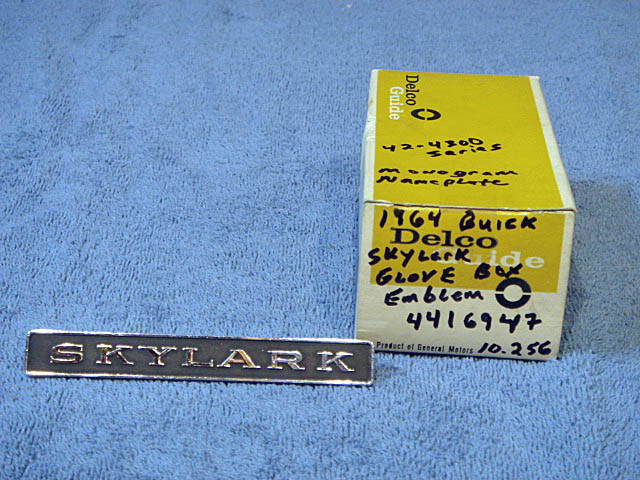 Delco
Guide
42-4300
Series
monogram
Nameplate
1964 Buick
Delco
Skylark
Guide
GLOVE Box
Emblem
4416947
Product of General Motors
10.256
SKYLARK